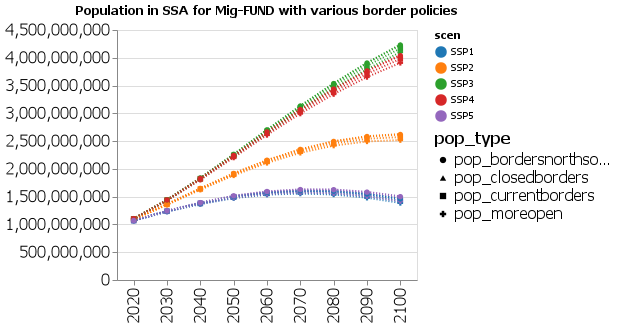 Population in SSA for Mig-FUND with various border policies
4,500,000,000
4,000,000,000
3,500,000,000
3,000,000,000
2,500,000,000
2,000,000,000
1,500,000,000
1,000,000,000
500,000,000
0
2020 2030 2040 2050 2060 2070 2080 2090 2100
scen
SSP1
SSP2
SSP3
SSP4
SSP5
pop_type
pop_bordersnorthso...
pop_closedborders
pop_currentborders
pop_moreopen